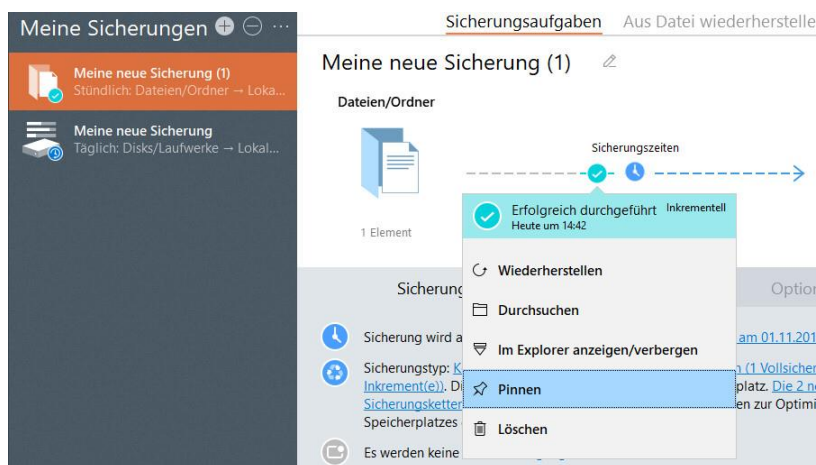 Meine Sicherungen
Sicherungsaufgaben Aus Datei wiederherstelle
Meine neue Sicherung (1)
Stündlich: Dateien/Ordner → Loka...
Meine neue Sicherung
Täglich: Disks/Laufwerke → Lokal...
Meine neue Sicherung (1)
Dateien/Ordner
Sicherungszeiten
1 Element
Erfolgreich durchgeführt Inkrementell
Heute um 14:42
Wiederherstellen
Durchsuchen
Im Explorer anzeigen/verbergen
Pinnen
Löschen
Sicherung wird a
am 01.11.201
Sicherungstyp: K
(1 Vollsicher
Inkrement(e)). Di
platz. Die 2 n
Sicherungsketter
en zur Optimi
Speicherplatzes
Es werden keine